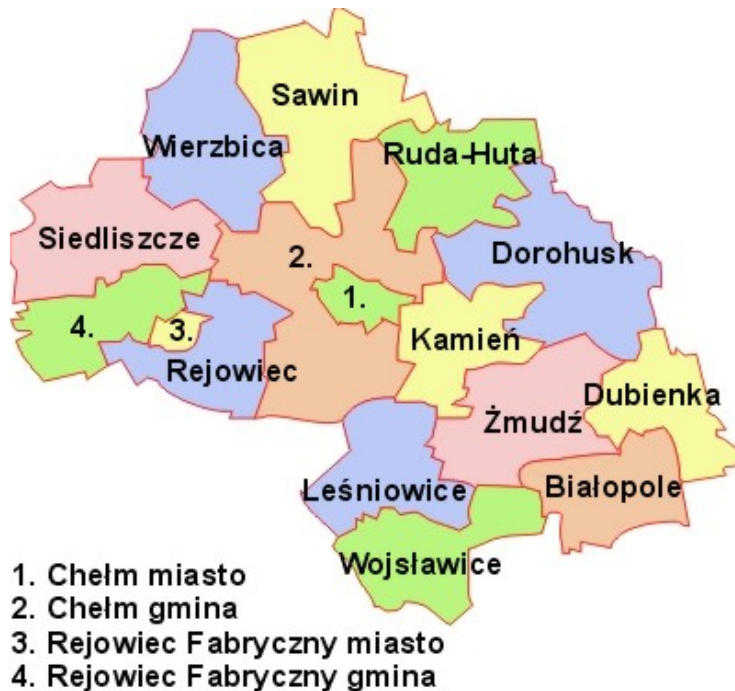 Sawin
Wierzbica
Ruda-Huta
Siedliszcze
2.
Dorohusk
1.
4.
3.
Kamień
Rejowiec
Dubienka
Żmudź
Leśniowice
Białopole
Wojsławice
1. Chełm miasto
2. Chełm gmina
3. Rejowiec Fabryczny miasto
4. Rejowiec Fabryczny gmina